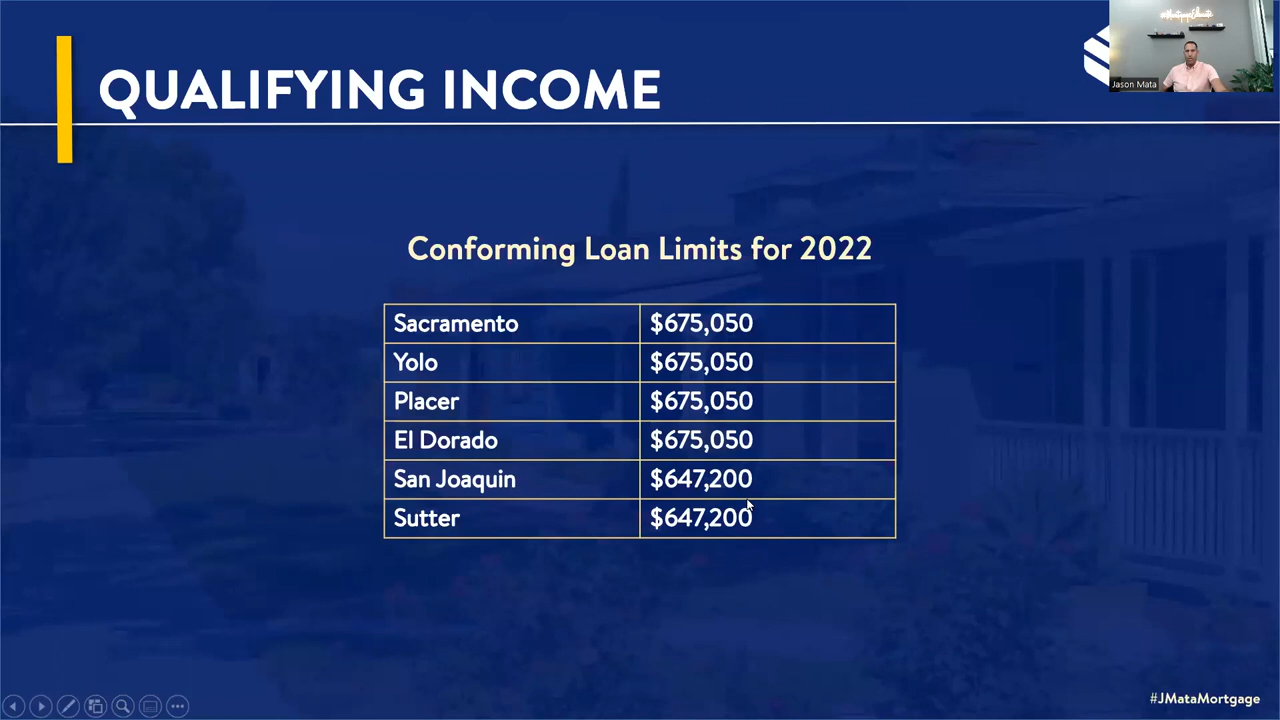 QUALIFYING INCOME
Jason Mata
Conforming Loan Limits for 2022
Sacramento $675,050
Yolo $675,050
Placer $675,050
El Dorado $675,050
San Joaquin $647,200
Sutter $647,200
#JMataMortgage